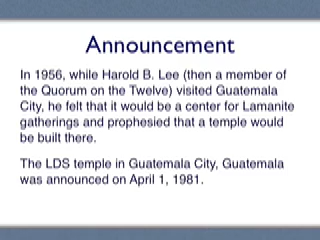 Announcement
In 1956, while Harold B. Lee (then a member of
the Quorum on the Twelve) visited Guatemala
City, he felt that it would be a center for Lamanite
gatherings and prophesied that a temple would
be built there.
The LDS temple in Guatemala City, Guatemala
was announced on April 1, 1981.